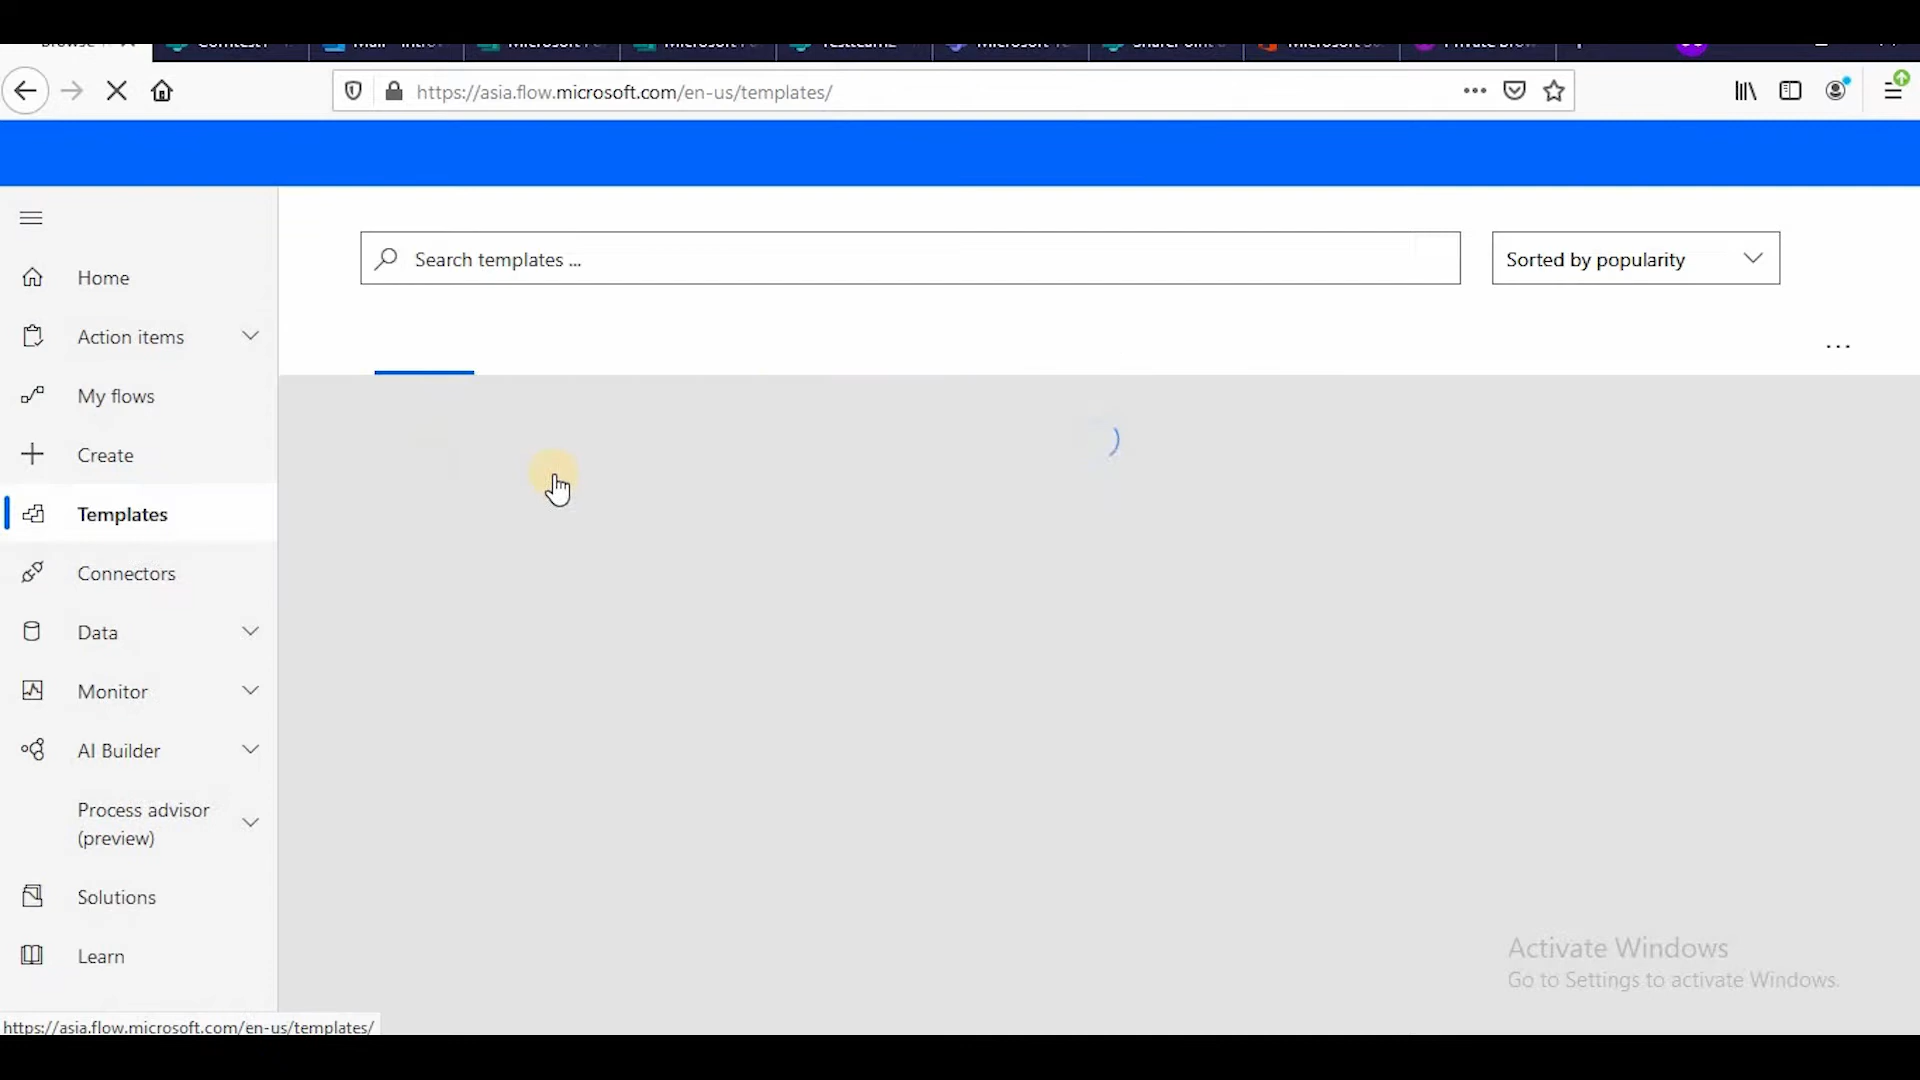 https://asia.flow.microsoft.com/en-us/templates/
Search templates ...
Sorted by popularity
Home
Action items
My flows
Create
Templates
Connectors
Data
Monitor
AI Builder
Process advisor
(preview)
Solutions
Learn
Activate Windows
Go to Settings to activate Windows.
https://asia.flow.microsoft.com/en-us/templates/